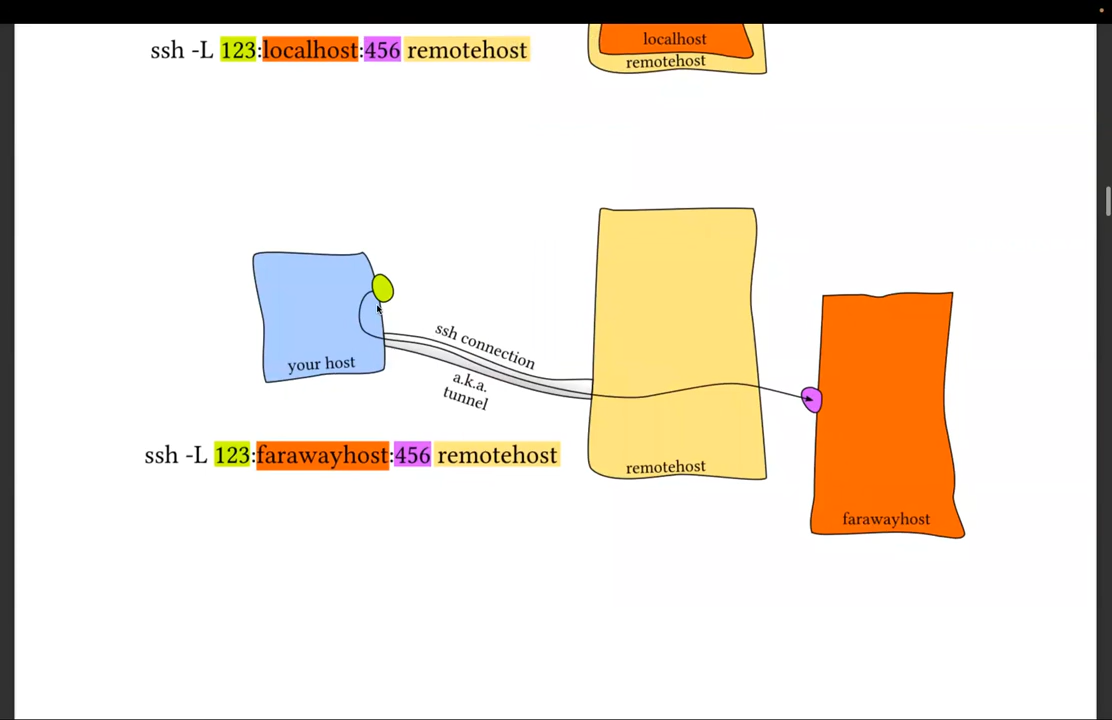 ssh -L 123:localhost:456 remotehost
localhost
remotehost
ssh connection
a.k.a.
tunnel
your host
ssh -L 123:farawayhost:456 remotehost
remotehost
farawayhost